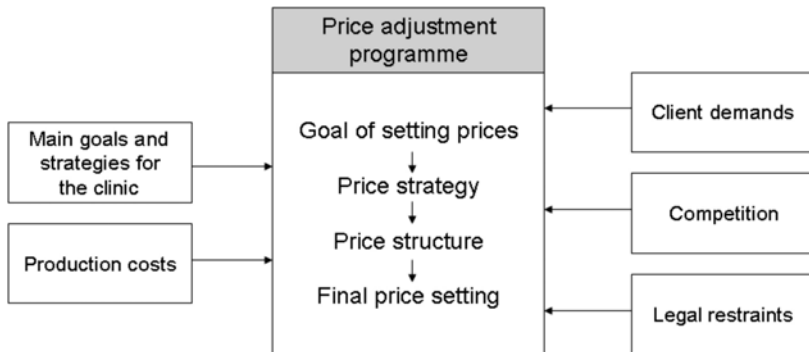 Price adjustment
programme
Main goals and
strategies for
the clinic
Production costs
Goal of setting prices
Price strategy
Price structure
Final price setting
Client demands
Competition
Legal restraints